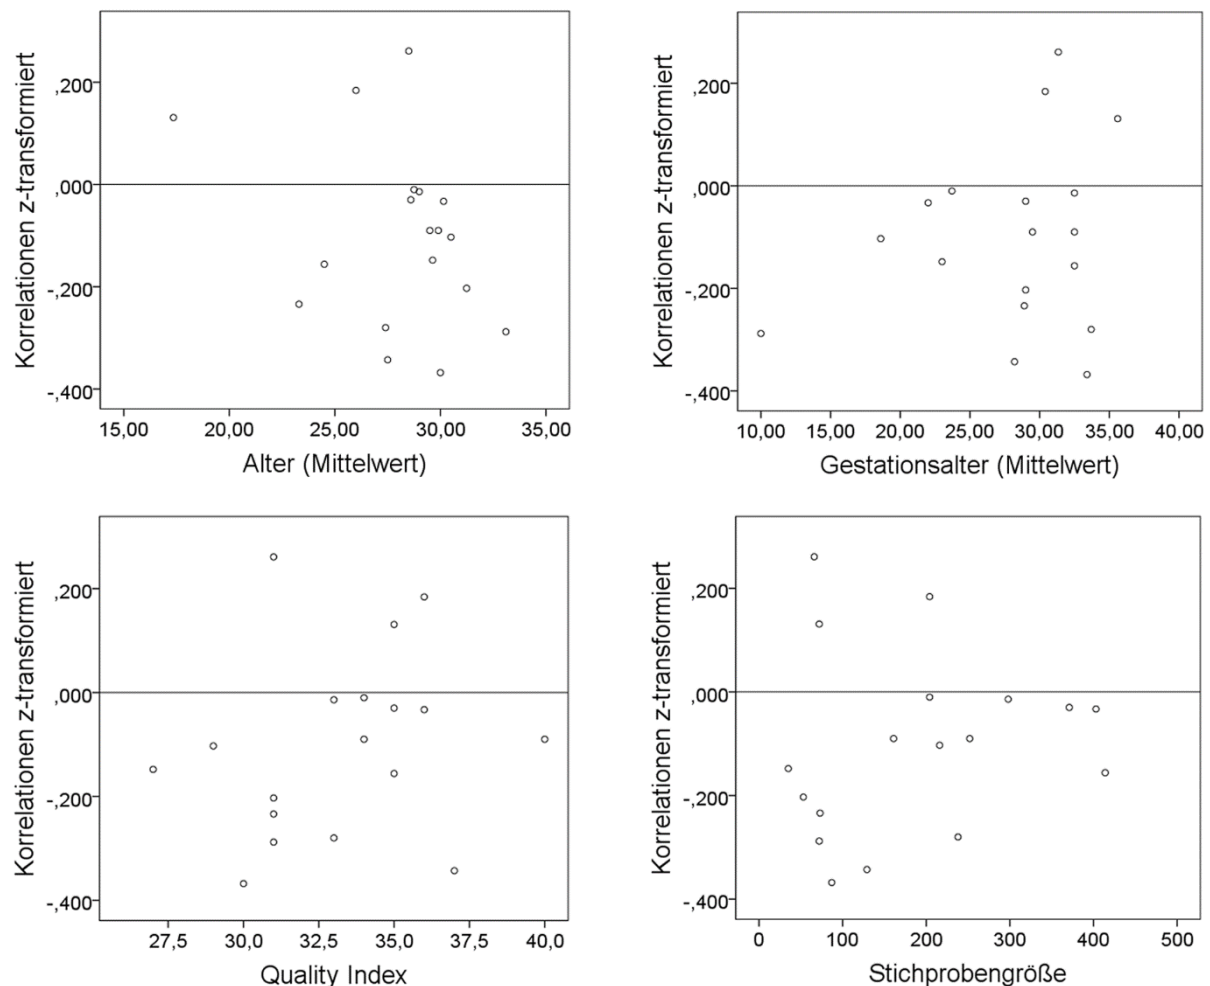 Korrelationen z-transformiert
,200
,000
-,200
-,400
15,00 20,00 25,00 30,00 35,00
Alter (Mittelwert)
Korrelationen z-transformiert
,200
,000
-,200
-,400
10,00 15,00 20,00 25,00 30,00 35,00 40,00
Gestationsalter (Mittelwert)
Korrelationen z-transformiert
,200
,000
-,200
-,400
27,5 30,0 32,5 35,0 37,5 40,0
Quality Index
Korrelationen z-transformiert
,200
,000
-,200
-,400
0 100 200 300 400 500
Stichprobengröße